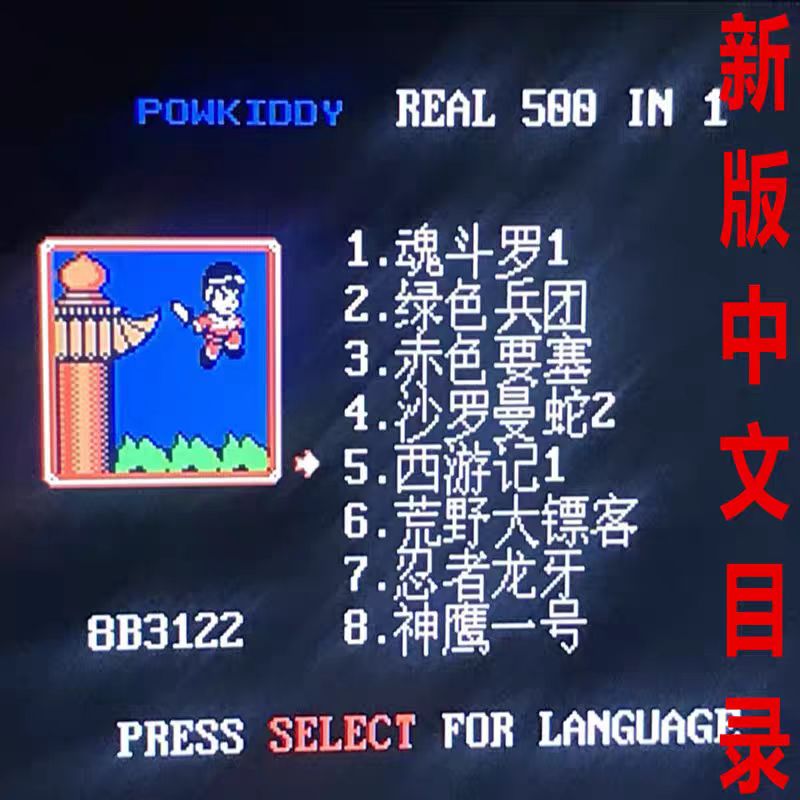 POWKIDDY REAL 500 IN 1
1.魂斗罗1
2.绿色兵团
3.赤色要塞
4.沙罗曼蛇2
5.西游记1
6.荒野大镖客
7.忍者龙牙
8.神鹰一号
8B3122
PRESS SELECT FOR LANGUAGE
新版中文目录